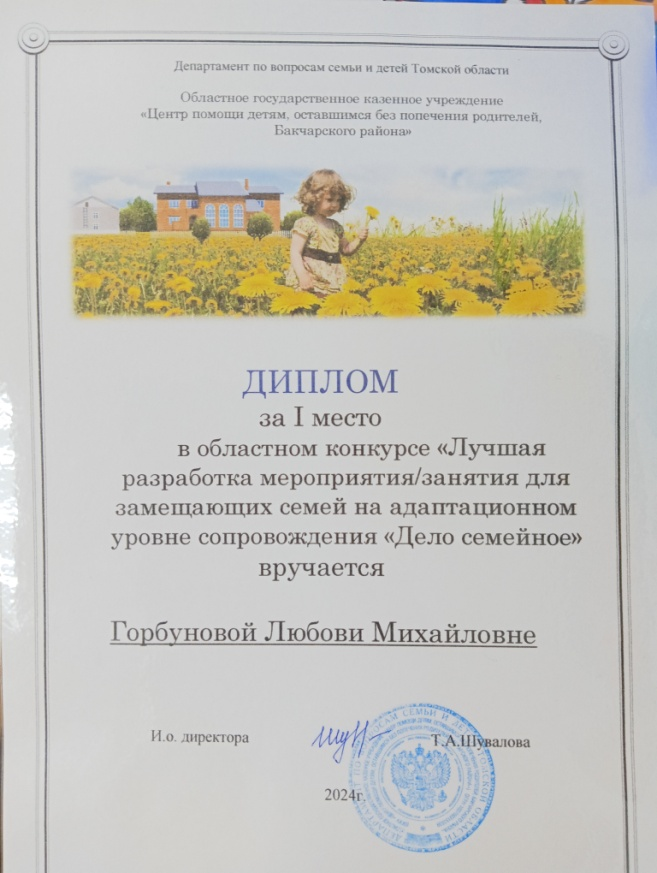 Департамент по вопросам семьи и детей Томской области
Областное государственное казенное учреждение
«Центр помощи детям, оставшимся без попечения родителей,
Бакчарского района»
ДИПЛОМ
за I место
в областном конкурсе «Лучшая
разработка мероприятия/занятия для
замещающих семей на адаптационном
уровне сопровождения «Дело семейное»
вручается
Горбуновой Любови Михайловне
И.о. директора
Т.А.Шувалова
2024г.